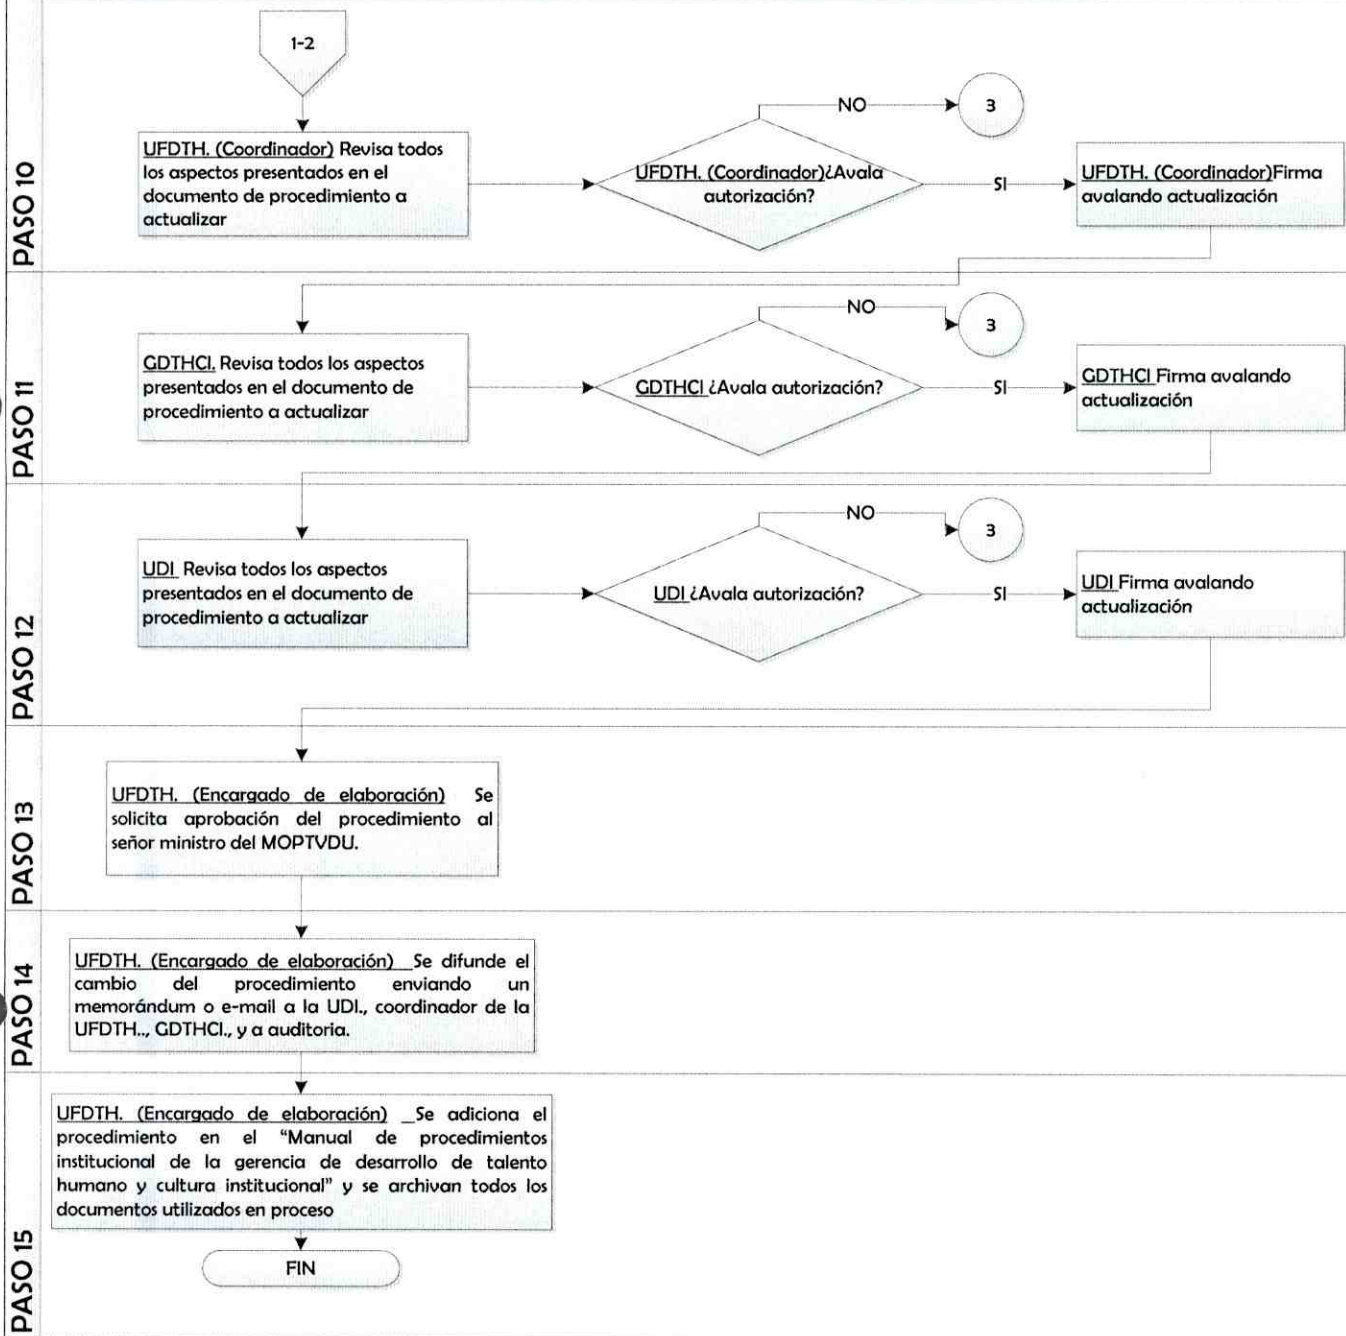 1-2
PASO 10
UFDTH. (Coordinador) Revisa todos
los aspectos presentados en el
documento de procedimiento a
actualizar
UFDTH. (Coordinador)¿Avala
autorización?
NO
3
SI
UFDTH. (Coordinador)Firma
avalando actualización
PASO 11
GDTHCI. Revisa todos los aspectos
presentados en el documento de
procedimiento a actualizar
GDTHCI ¿Avala autorización?
NO
3
SI
GDTHCI Firma avalando
actualización
PASO 12
UDI Revisa todos los aspectos
presentados en el documento de
procedimiento a actualizar
UDI ¿Avala autorización?
NO
3
SI
UDI Firma avalando
actualización
PASO 13
UFDTH. (Encargado de elaboración) Se
solicita aprobación del procedimiento al
señor ministro del MOPTVDU.
PASO 14
UFDTH. (Encargado de elaboración) Se difunde el
cambio del procedimiento enviando un
memorándum o e-mail a la UDI., coordinador de la
UFDTH.., GDTHCI., y a auditoria.
PASO 15
UFDTH. (Encargado de elaboración) Se adiciona el
procedimiento en el “Manual de procedimientos
institucional de la gerencia de desarrollo de talento
humano y cultura institucional” y se archivan todos los
documentos utilizados en proceso
FIN